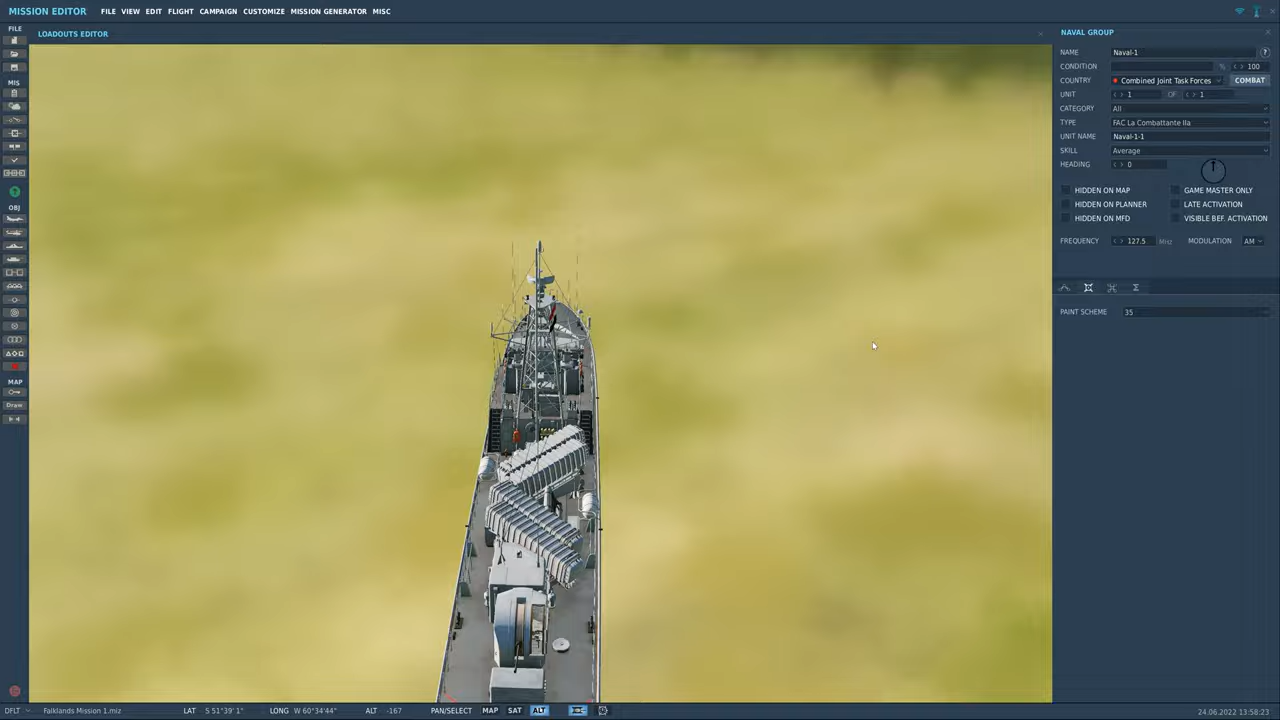 MISSION EDITOR FILE VIEW EDIT FLIGHT CAMPAIGN CUSTOMIZE MISSION GENERATOR MISC
FILE
MIS
OBJ
MAP
Draw
LOADOUTS EDITOR
NAVAL GROUP
NAME Naval-1 ?
CONDITION % < > 100
COUNTRY Combined Joint Task Forces COMBAT
UNIT < > 1 OF < > 1
CATEGORY All
TYPE FAC La Combattante IIa
UNIT NAME Naval-1-1
SKILL Average
HEADING < > 0
HIDDEN ON MAP GAME MASTER ONLY
HIDDEN ON PLANNER LATE ACTIVATION
HIDDEN ON MFD VISIBLE BEF. ACTIVATION
FREQUENCY < > 127.5 MHz MODULATION AM
Σ
PAINT SCHEME 35
DFLT Falklands Mission 1.miz LAT S 51°39' 1" LONG W 60°34'44" ALT -167 PAN/SELECT MAP SAT ALT 24.06.2022 13:58:23